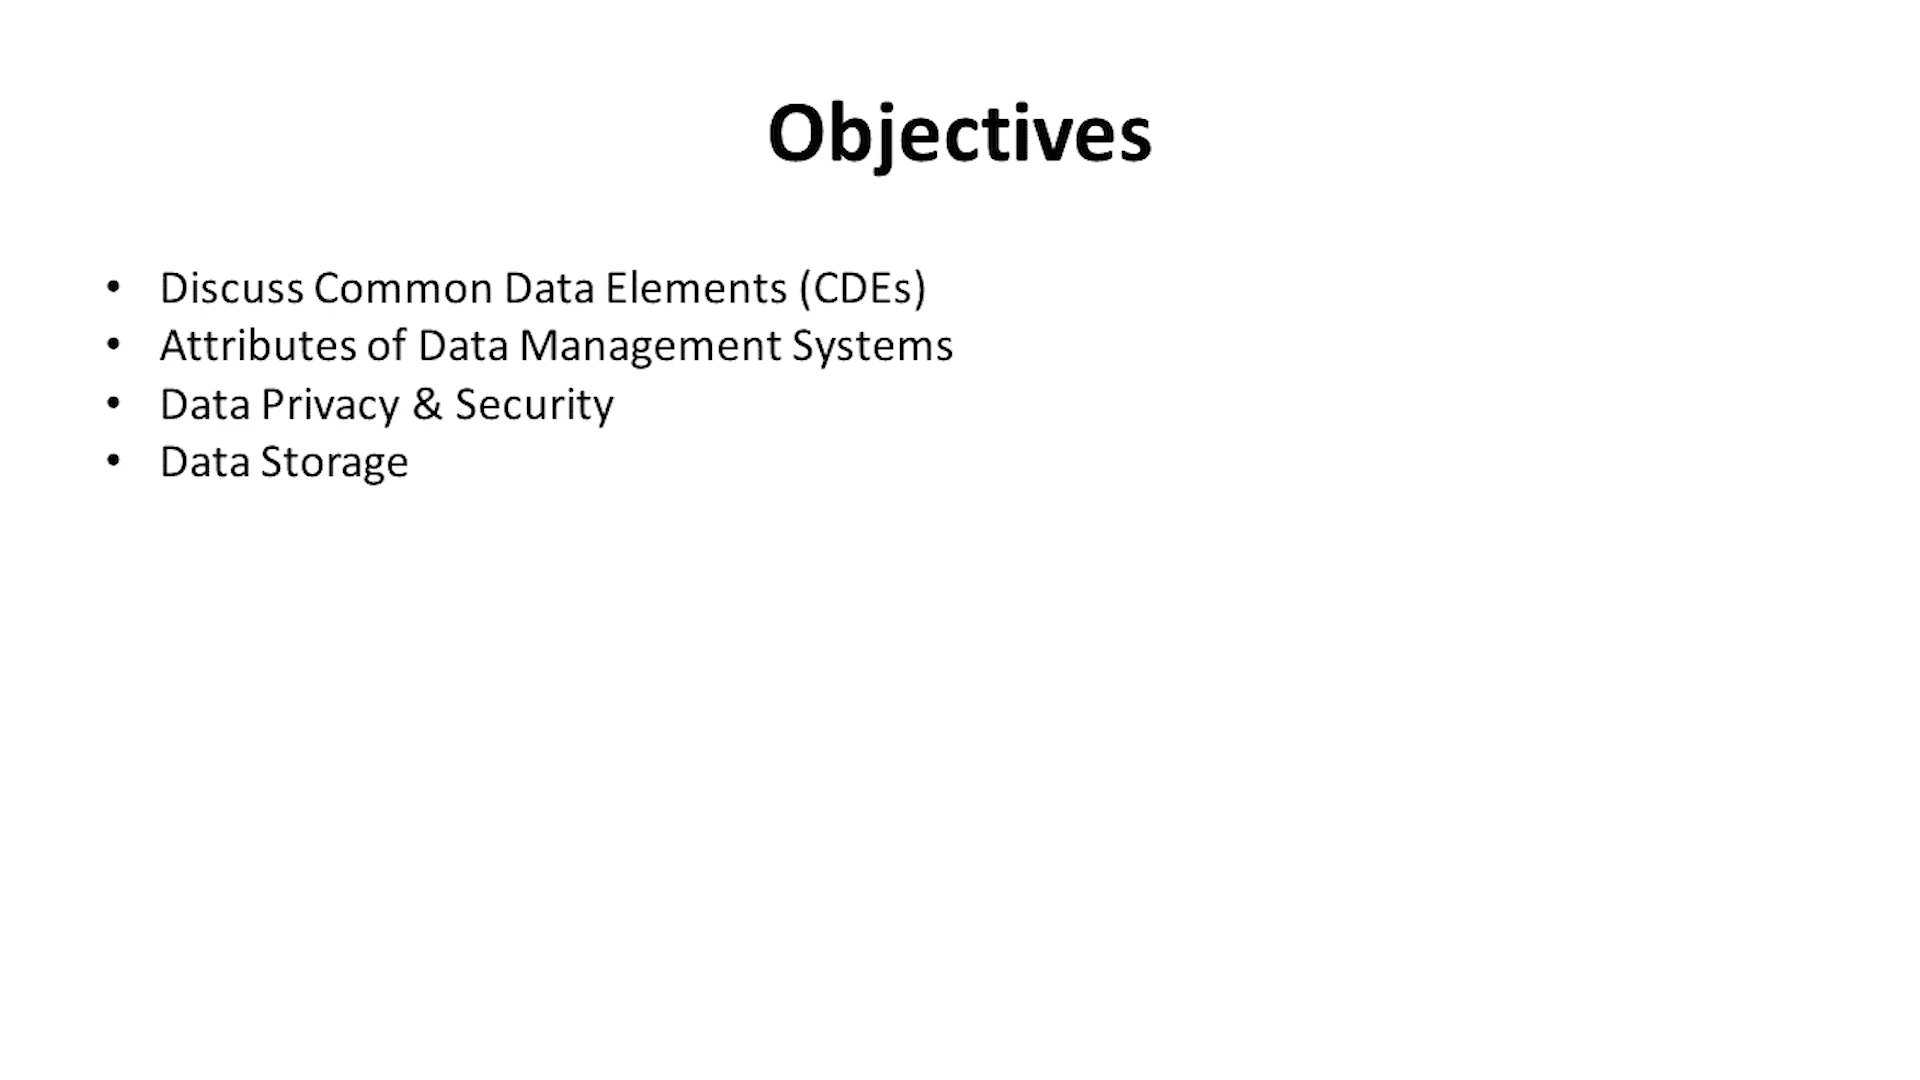 Objectives
• Discuss Common Data Elements (CDEs)
• Attributes of Data Management Systems
• Data Privacy & Security
• Data Storage